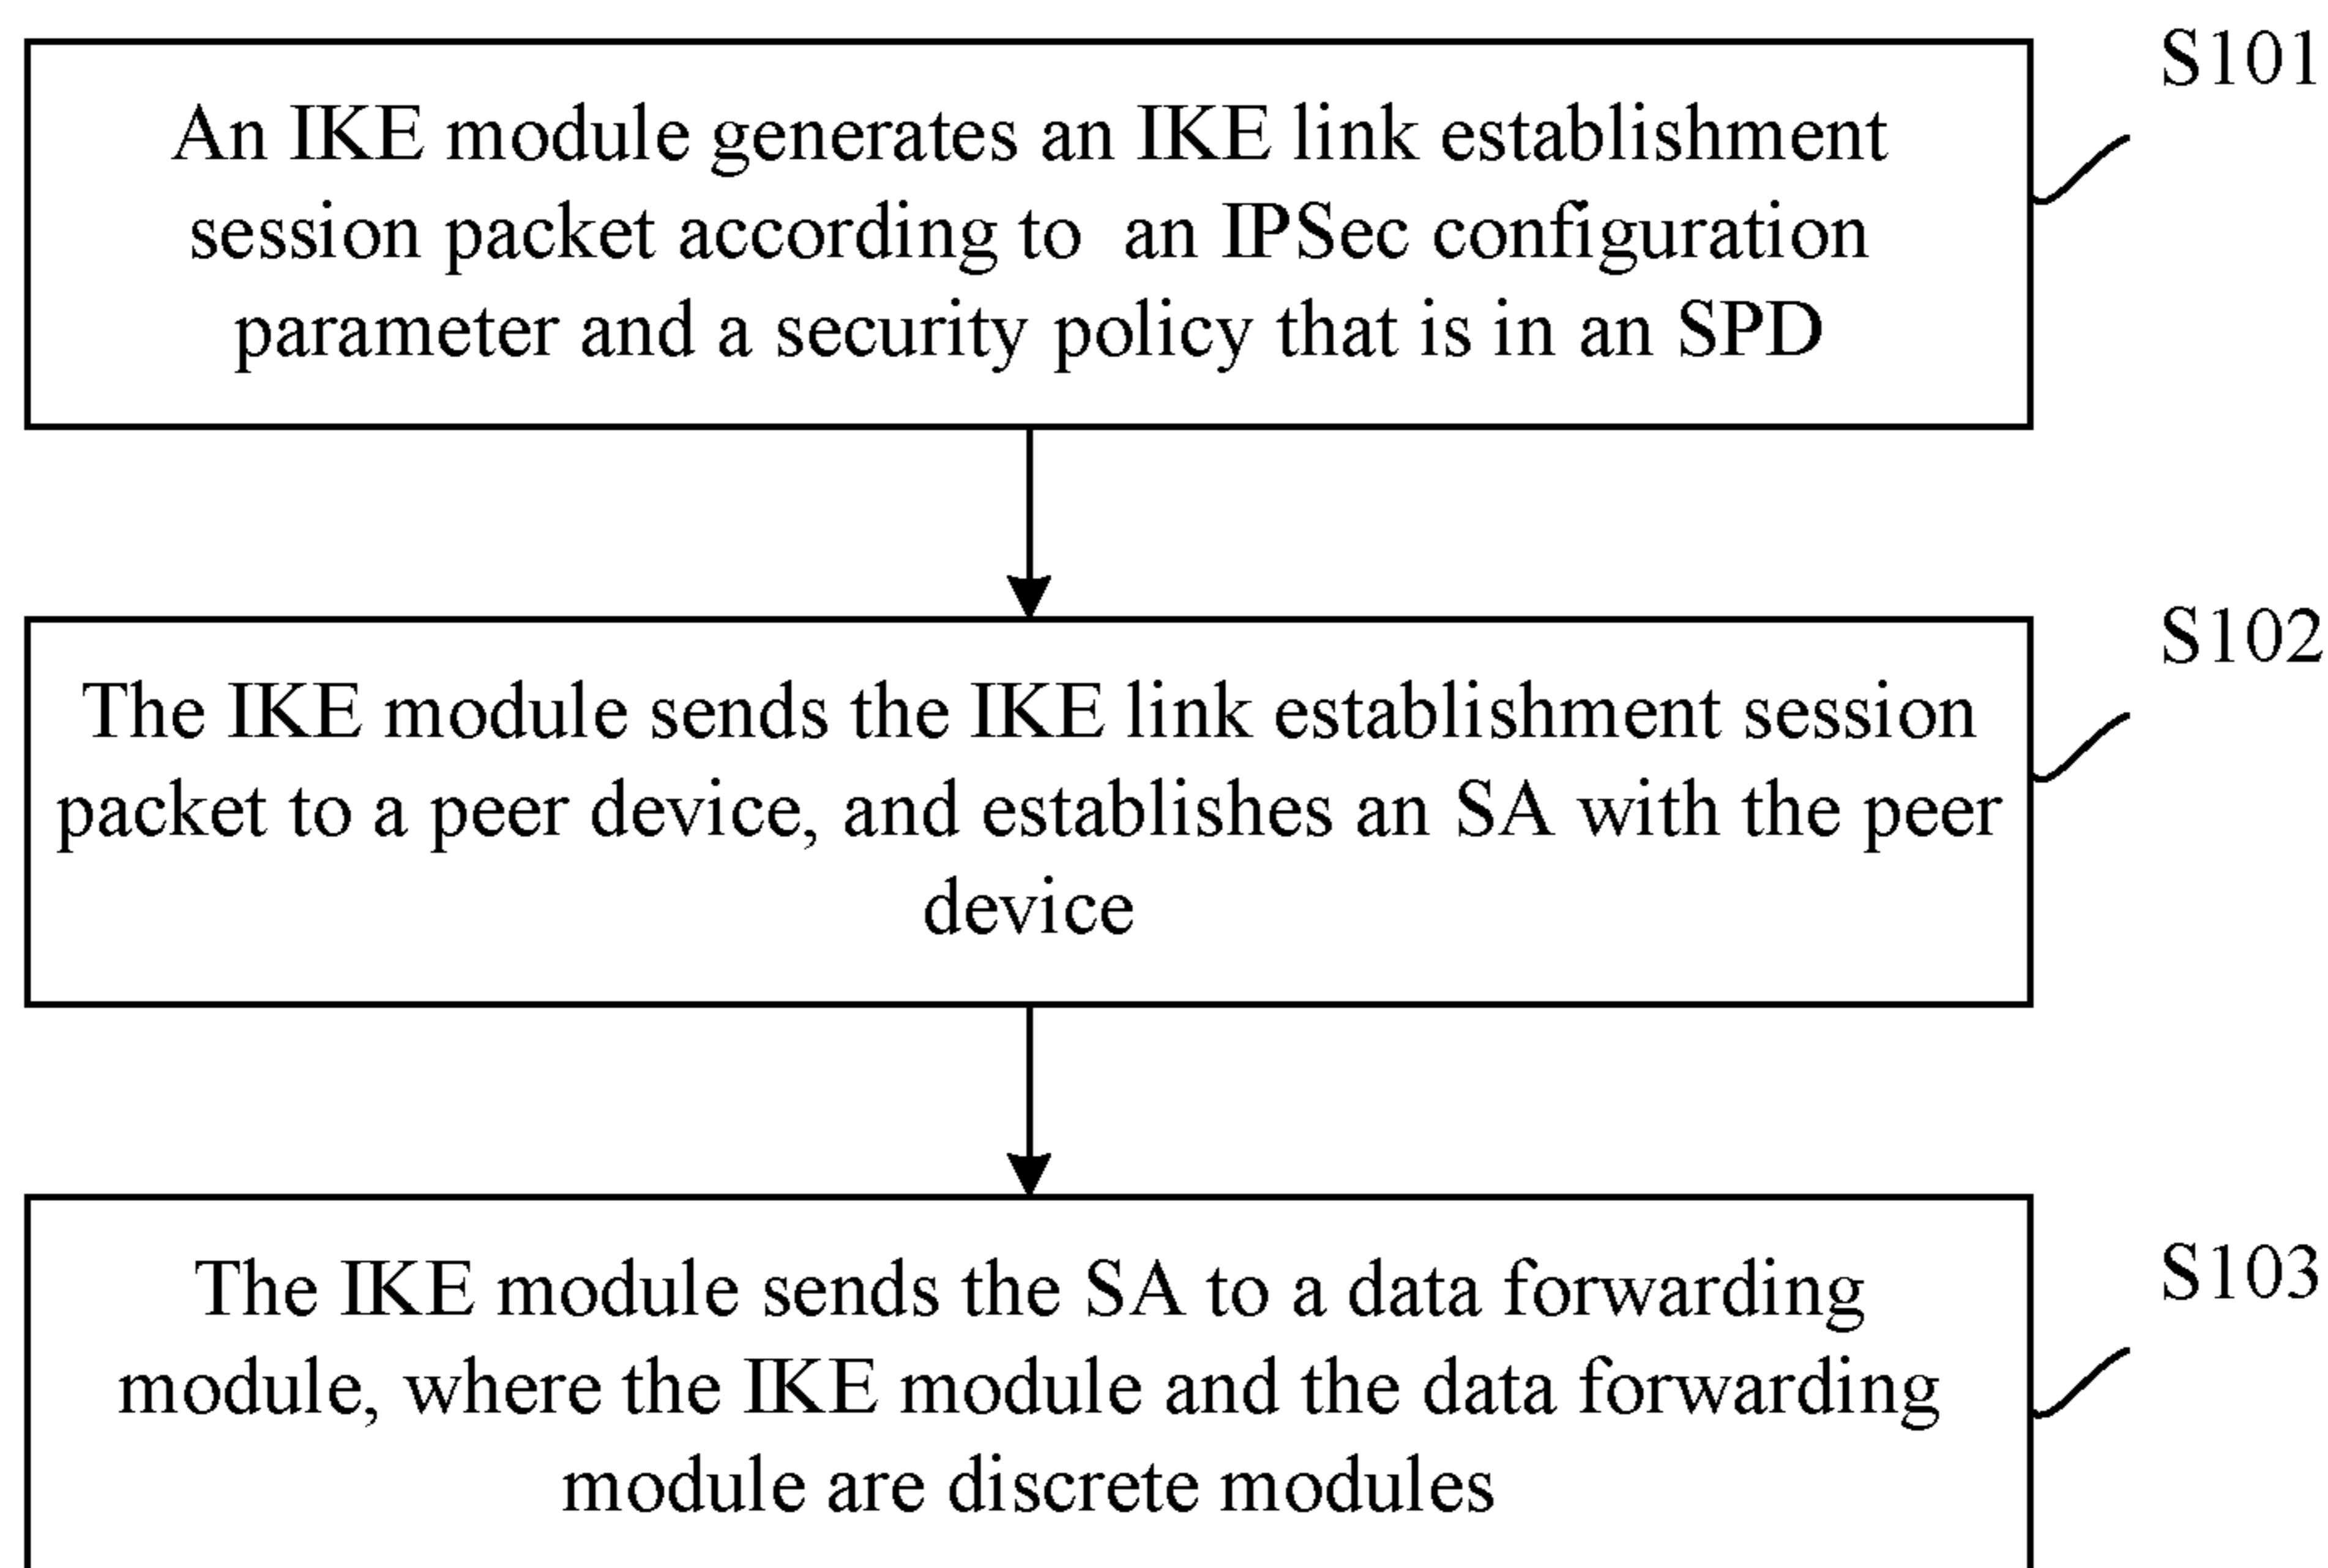 S101
An IKE module generates an IKE link establishment
session packet according to an IPSec configuration
parameter and a security policy that is in an SPD
S102
The IKE module sends the IKE link establishment session
packet to a peer device, and establishes an SA with the peer
device
S103
The IKE module sends the SA to a data forwarding
module, where the IKE module and the data forwarding
module are discrete modules